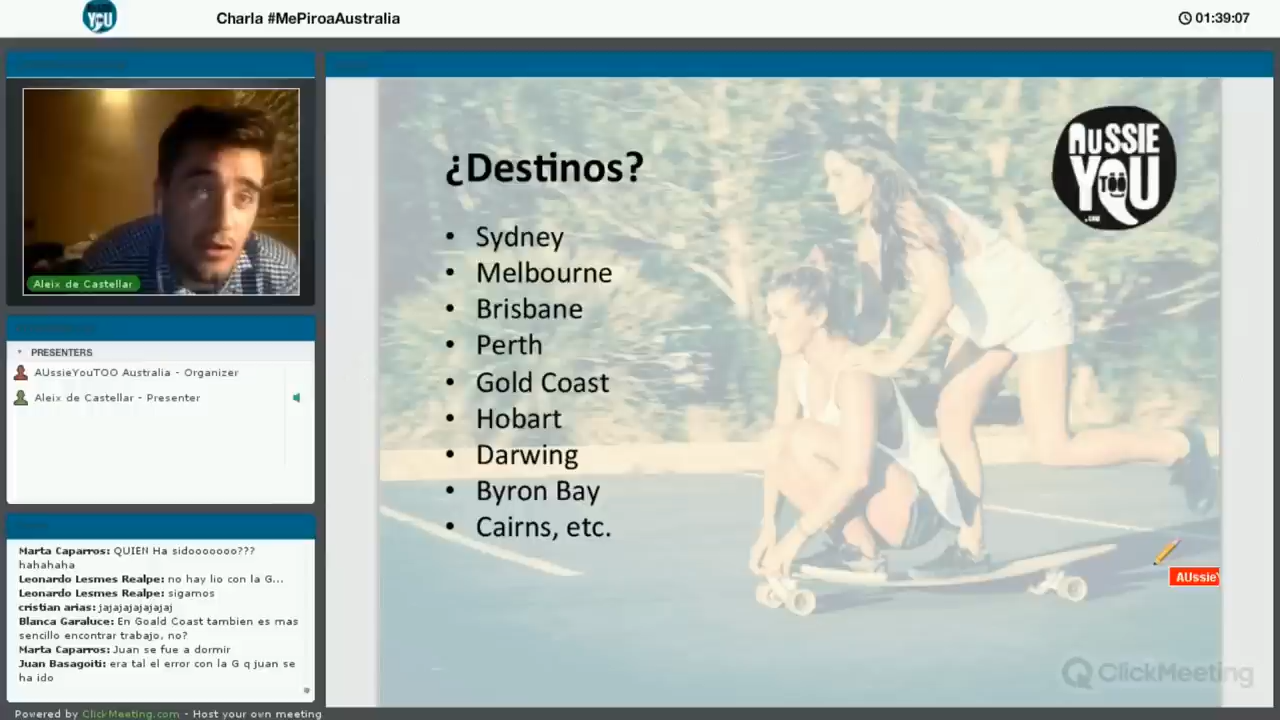 YOU
Charla #MePiroaAustralia
01:39:07
Aleix de Castellar
PRESENTERS
AUssieYouTOO Australia - Organizer
Aleix de Castellar - Presenter
Marta Caparros: QUIEN Ha sidooooooo???
hahahaha
Leonardo Lesmes Realpe: no hay lio con la G...
Leonardo Lesmes Realpe: sigamos
cristian arias: jajajajajajaj
Blanca Garaluce: En Goald Coast tambien es mas
sencillo encontrar trabajo, no?
Marta Caparros: Juan se fue a dormir
Juan Basagoiti: era tal el error con la G q juan se
ha ido
Powered by ClickMeeting.com - Host your own meeting
¿Destinos?
• Sydney
• Melbourne
• Brisbane
• Perth
• Gold Coast
• Hobart
• Darwing
• Byron Bay
• Cairns, etc.
AUSSIE
YOU
TOO
.COM
AUssieY
ClickMeeting